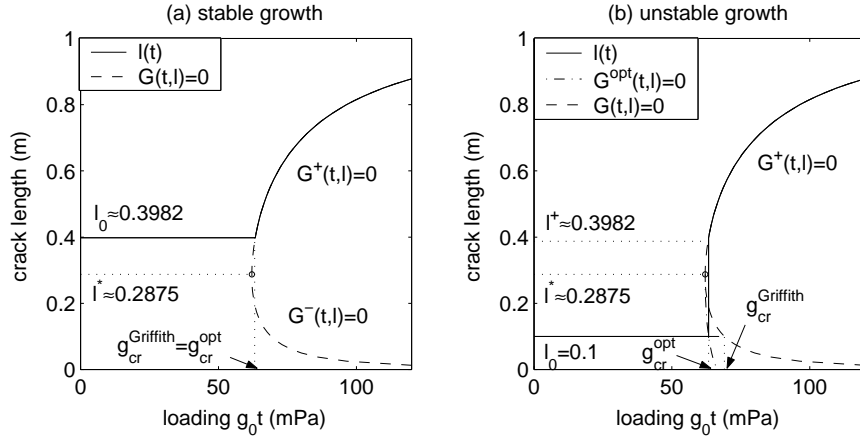 (a) stable growth
1
0.8
0.6
0.4
0.2
0
0 50 100
crack length (m)
loading g₀t (mPa)
l(t)
G(t,l)=0
G⁺(t,l)=0
l₀≈0.3982
l*≈0.2875
G⁻(t,l)=0
g_cr^Griffith=g_cr^opt
(b) unstable growth
1
0.8
0.6
0.4
0.2
0
0 50 100
crack length (m)
loading g₀t (mPa)
l(t)
G^opt(t,l)=0
G(t,l)=0
G⁺(t,l)=0
l⁺≈0.3982
l*≈0.2875
g_cr^Griffith
l₀=0.1
g_cr^opt